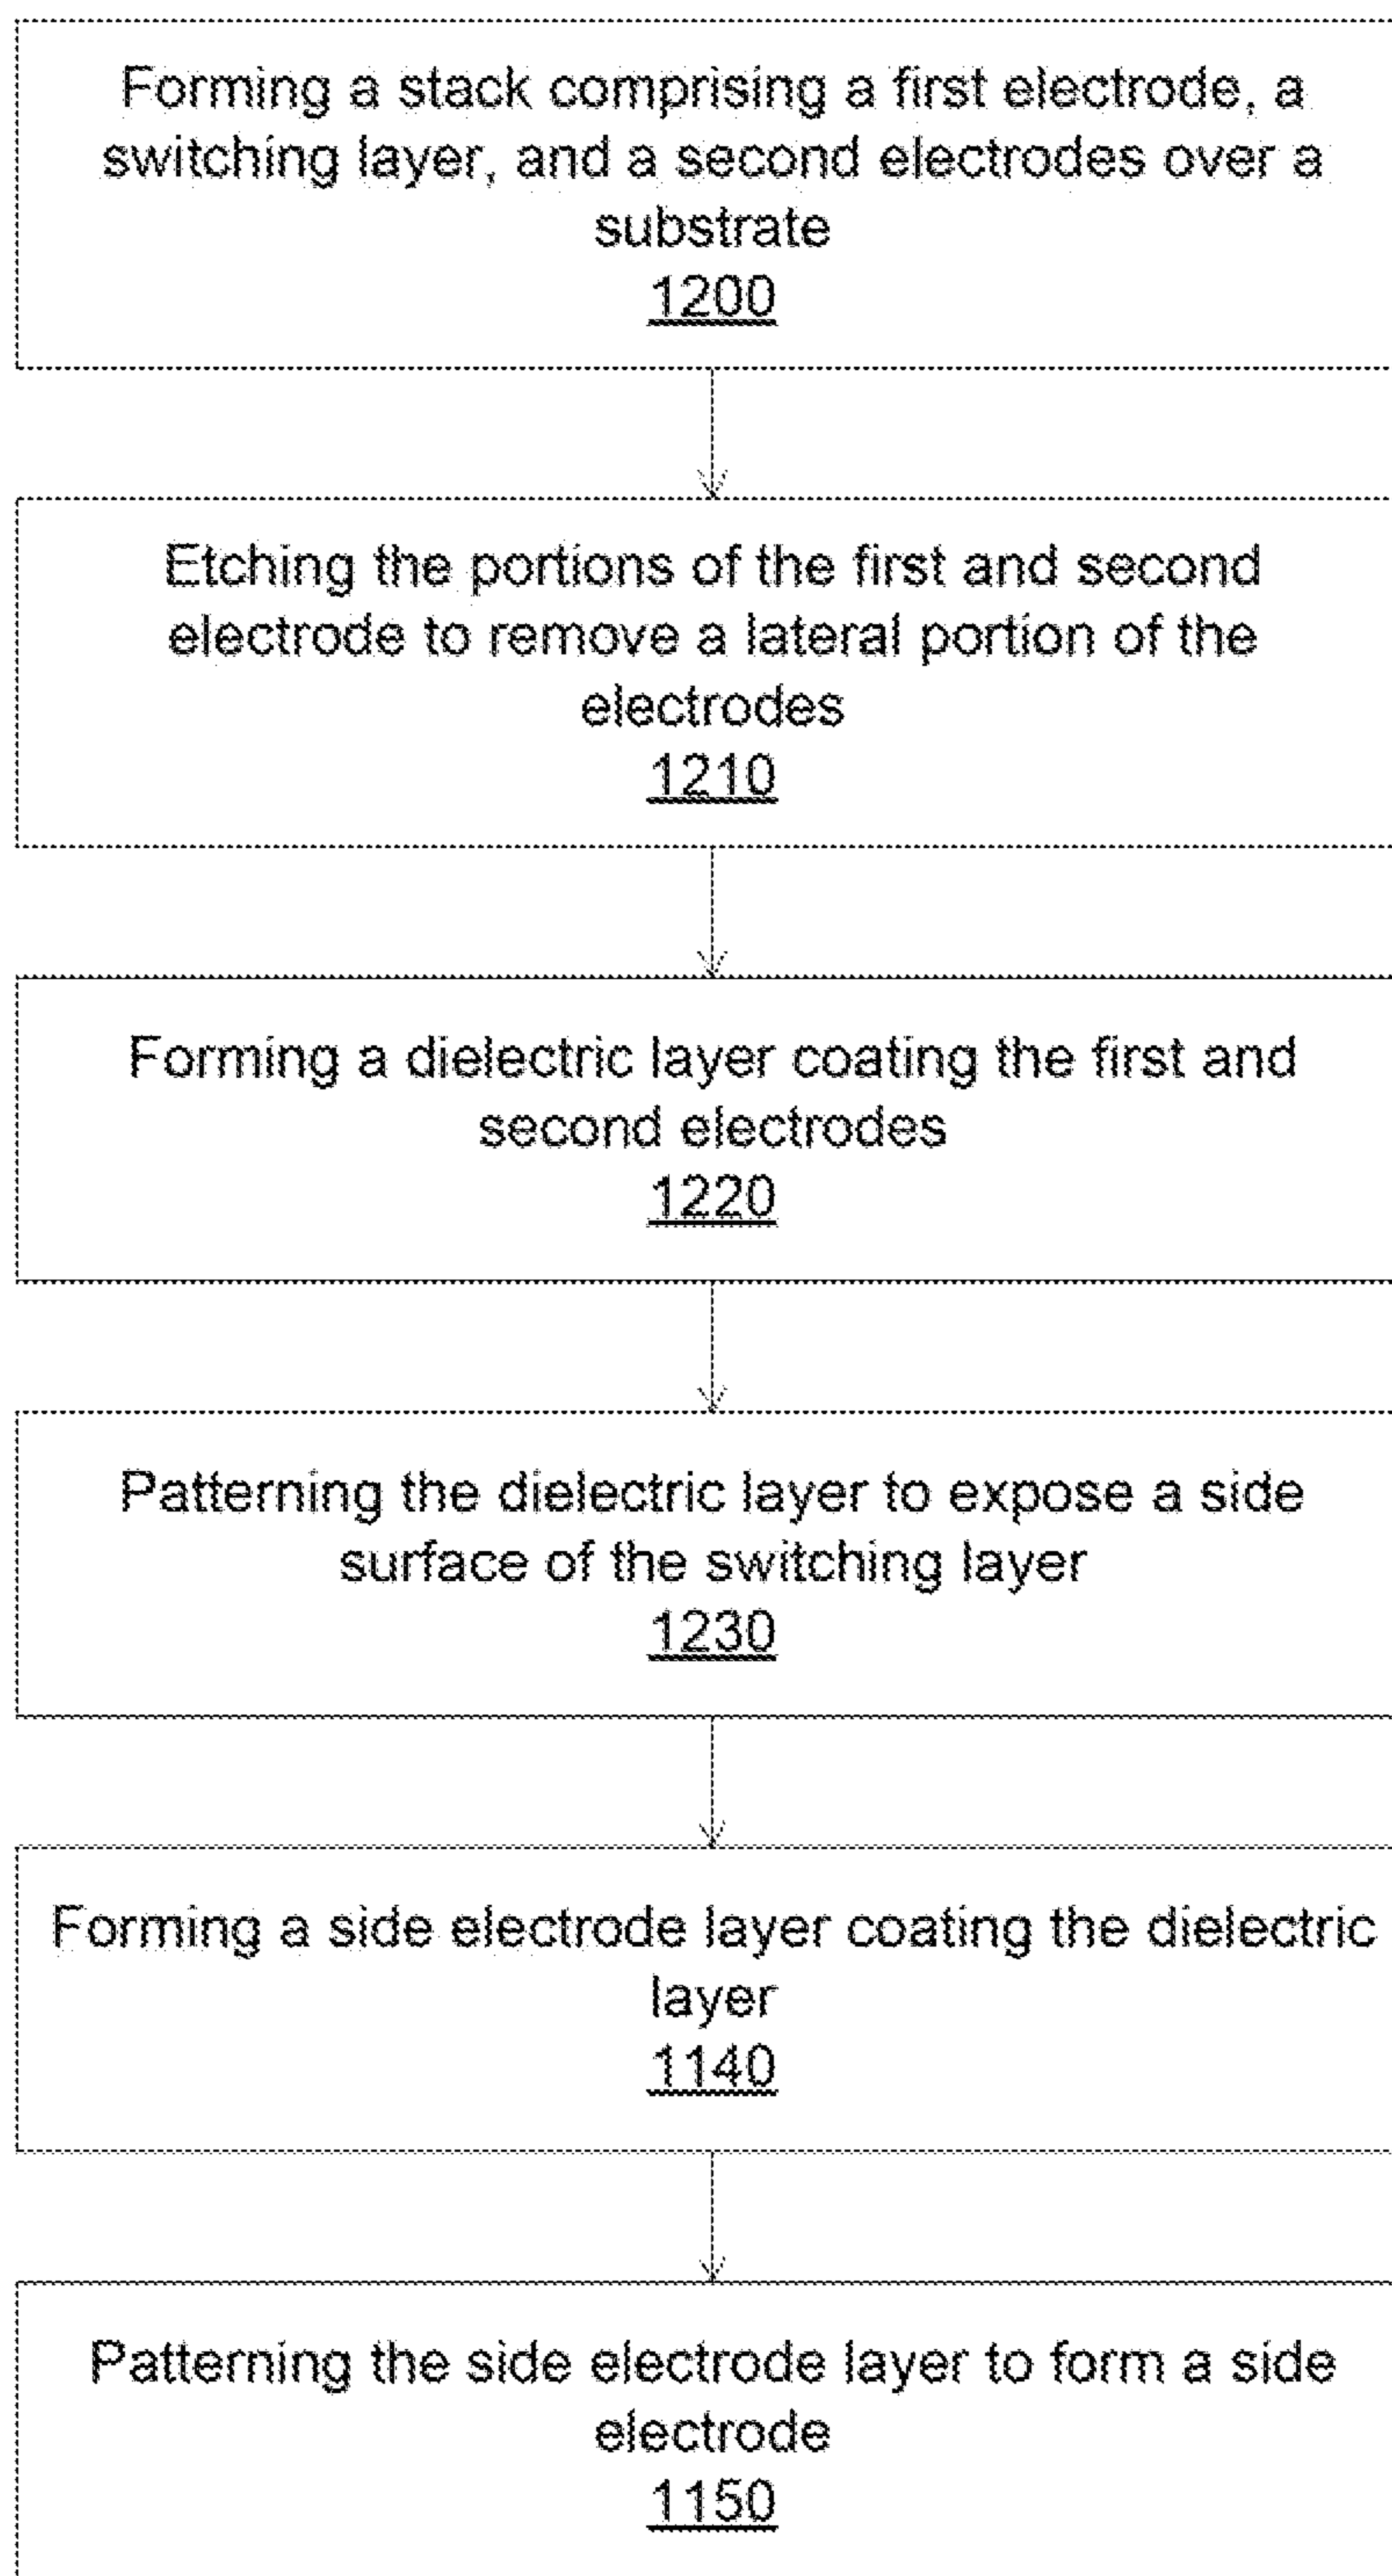 Forming a stack comprising a first electrode, a
switching layer, and a second electrodes over a
substrate
1200
Etching the portions of the first and second
electrode to remove a lateral portion of the
electrodes
1210
Forming a dielectric layer coating the first and
second electrodes
1220
Patterning the dielectric layer to expose a side
surface of the switching layer
1230
Forming a side electrode layer coating the dielectric
layer
1140
Patterning the side electrode layer to form a side
electrode
1150